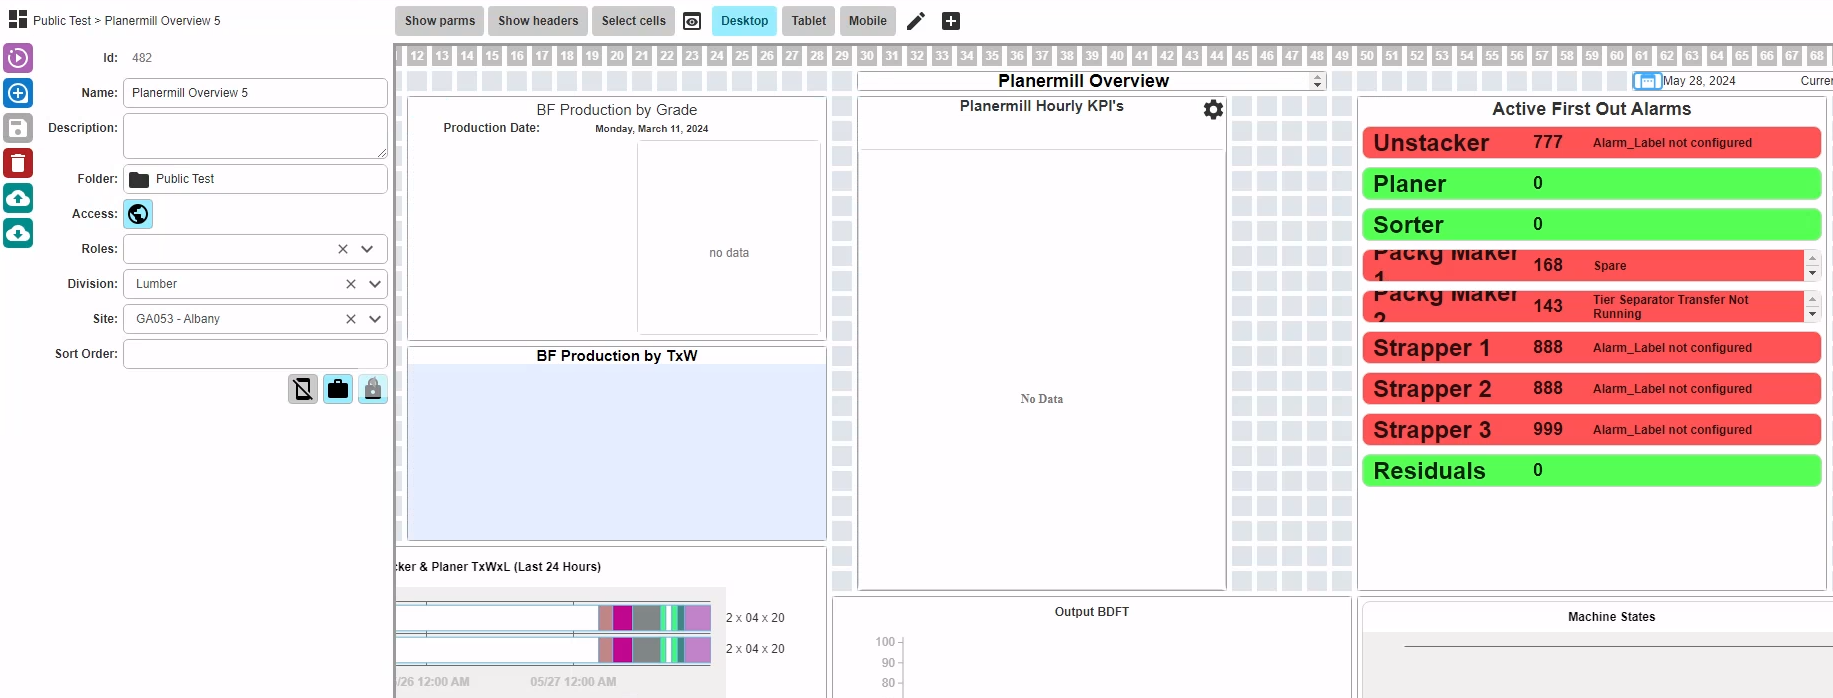 Public Test > Planermill Overview 5
Show parms
Show headers
Select cells
Desktop
Tablet
Mobile
Id: 482
Name: Planermill Overview 5
Description:
Folder: Public Test
Access:
Roles:
Division: Lumber
Site: GA053 - Albany
Sort Order:
12 13 14 15 16 17 18 19 20 21 22 23 24 25 26 27 28 29 30 31 32 33 34 35 36 37 38 39 40 41 42 43 44 45 46 47 48 49 50 51 52 53 54 55 56 57 58 59 60 61 62 63 64 65 66 67 68
Planermill Overview
May 28, 2024
BF Production by Grade
Production Date: Monday, March 11, 2024
no data
BF Production by TxW
ker & Planer TxWxL (Last 24 Hours)
2 x 04 x 20
2 x 04 x 20
/26 12:00 AM
05/27 12:00 AM
Planermill Hourly KPI's
No Data
Output BDFT
100
90
80
Active First Out Alarms
Unstacker 777 Alarm_Label not configured
Planer 0
Sorter 0
Packg Maker 1 168 Spare
Packg Maker 2 143 Tier Separator Transfer Not
Running
Strapper 1 888 Alarm_Label not configured
Strapper 2 888 Alarm_Label not configured
Strapper 3 999 Alarm_Label not configured
Residuals 0
Machine States